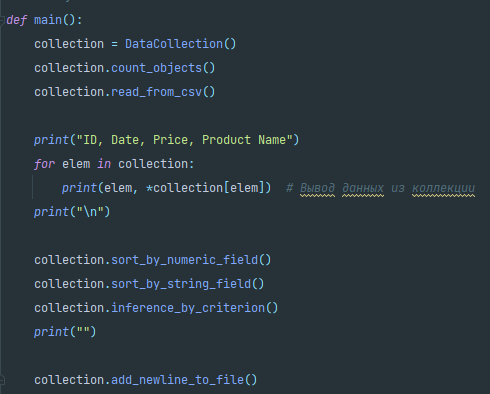 def main():
    collection = DataCollection()
    collection.count_objects()
    collection.read_from_csv()

    print("ID, Date, Price, Product Name")
    for elem in collection:
        print(elem, *collection[elem])  # Вывод данных из коллекции
    print("\n")

    collection.sort_by_numeric_field()
    collection.sort_by_string_field()
    collection.inference_by_criterion()
    print("")

    collection.add_newline_to_file()